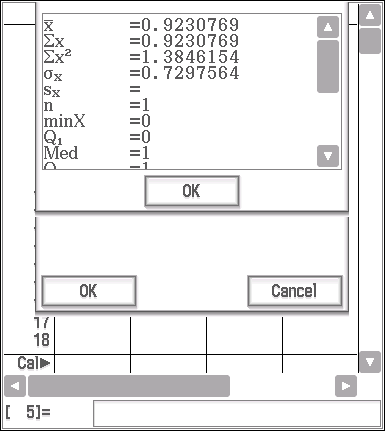 x̄ =0.9230769
Σx =0.9230769
Σx² =1.3846154
σx =0.7297564
sx =
n =1
minX =0
Q₁ =0
Med =1
OK
OK Cancel
17
18
Cal▶
[ 5]=